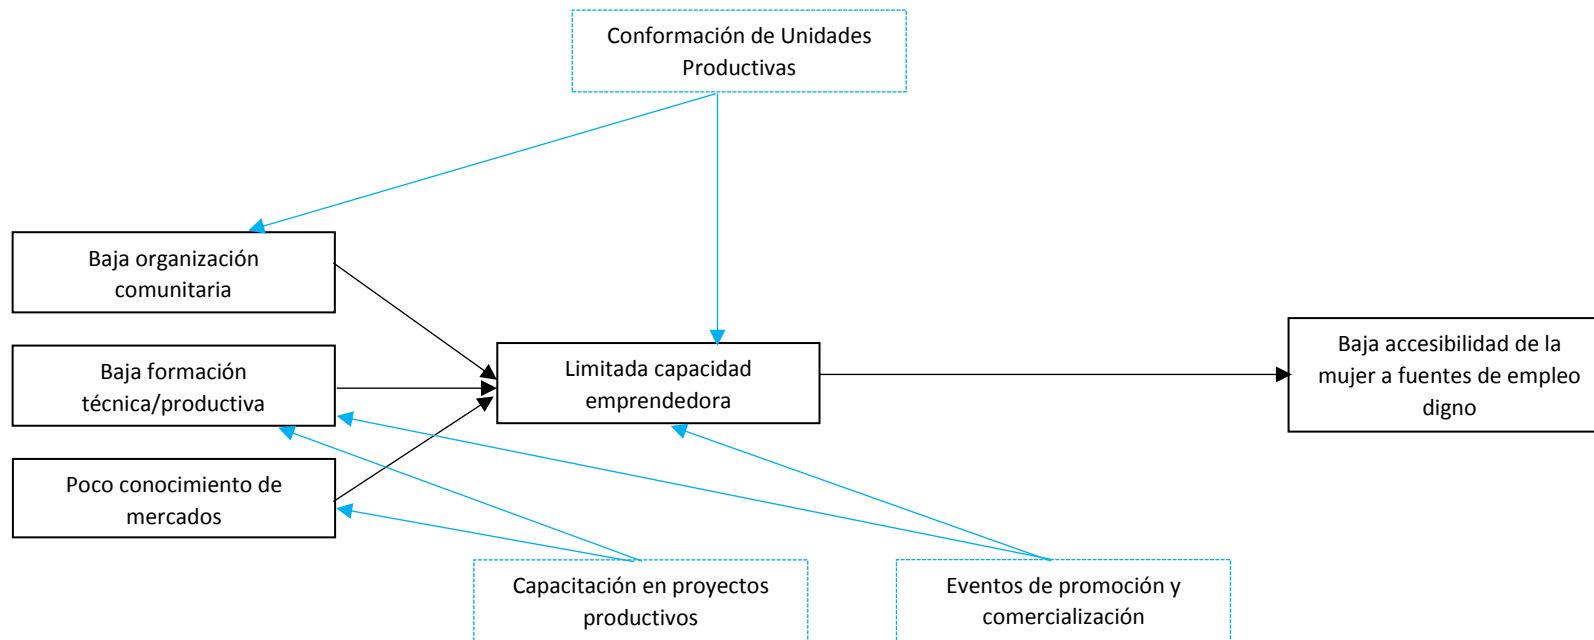 Conformación de Unidades
Productivas
Baja organización
comunitaria
Baja formación
técnica/productiva
Poco conocimiento de
mercados
Limitada capacidad
emprendedora
Baja accesibilidad de la
mujer a fuentes de empleo
digno
Capacitación en proyectos
productivos
Eventos de promoción y
comercialización